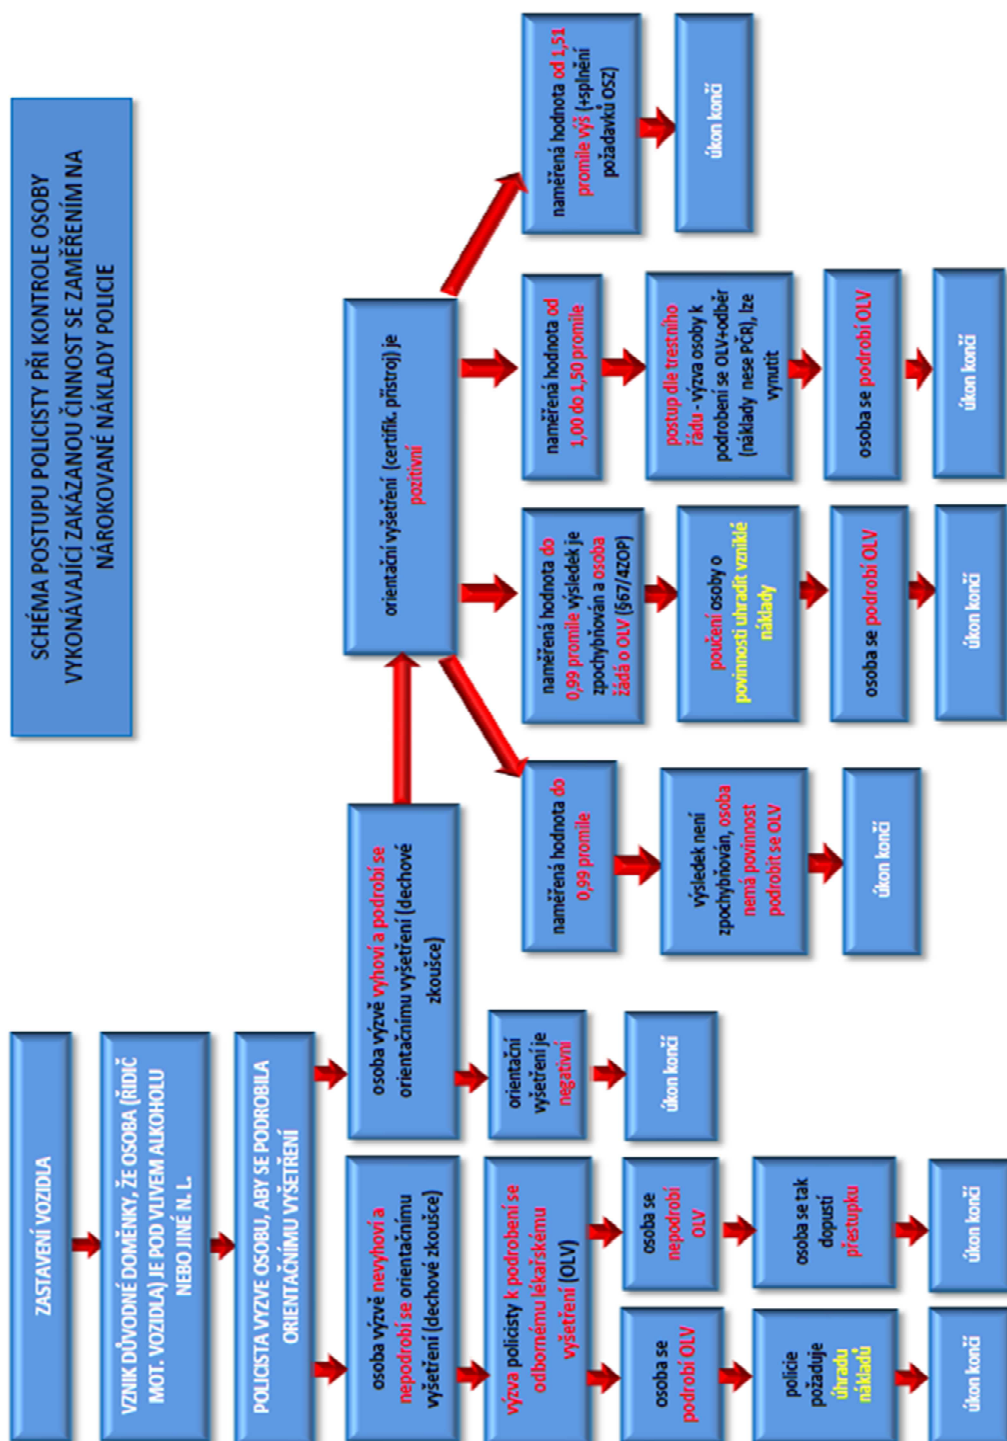 SCHÉMA POSTUPU POLICISTY PŘI KONTROLE OSOBY
VYKONÁVAJÍCÍ ZAKÁZANOU ČINNOST SE ZAMĚŘENÍM NA
NÁROKOVANÉ NÁKLADY POLICIE
ZASTAVENÍ VOZIDLA
VZNIK DŮVODNÉ DOMĚNKY, ŽE OSOBA (ŘIDIČ
MOT. VOZIDLA) JE POD VLIVEM ALKOHOLU
NEBO JINÉ N. L.
POLICISTA VYZVE OSOBU, ABY SE PODROBILA
ORIENTAČNÍMU VYŠETŘENÍ
osoba výzvě nevyhoví a
nepodrobí se orientačnímu
vyšetření (dechové zkoušce)
výzva policisty k podrobení se
odbornému lékařskému
vyšetření (OLV)
osoba se
podrobí OLV
policie
požaduje
úhradu
nákladů
úkon končí
osoba se
nepodrobí
OLV
osoba se tak
dopustí
přestupku
úkon končí
osoba výzvě vyhoví a podrobí se
orientačnímu vyšetření (dechové
zkoušce)
orientační
vyšetření je
negativní
úkon končí
orientační vyšetření (certifik. přístroj) je
pozitivní
naměřená hodnota do
0,99 promile
výsledek není
zpochybňován, osoba
nemá povinnost
podrobit se OLV
úkon končí
naměřená hodnota do
0,99 promile výsledek je
zpochybňován a osoba
žádá o OLV (§67/4ZOP)
poučení osoby o
povinnosti uhradit vzniklé
náklady
osoba se podrobí OLV
úkon končí
naměřená hodnota od
1,00 do 1,50 promile
postup dle trestního
řádu - výzva osoby k
podrobení se OLV+odběr
(náklady nese PČR), lze
vynutit
osoba se podrobí OLV
úkon končí
naměřená hodnota od 1,51
promile výš (+splnění
požadavků OSZ)
úkon končí